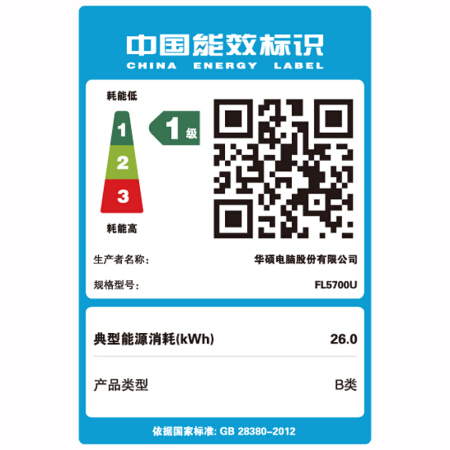 中国能效标识
CHINA ENERGY LABEL
耗能低
1
1级
2
3
耗能高
生产者名称: 华硕电脑股份有限公司
规格型号: FL5700U
典型能源消耗(kWh) 26.0
产品类型 B类
依据国家标准: GB 28380-2012